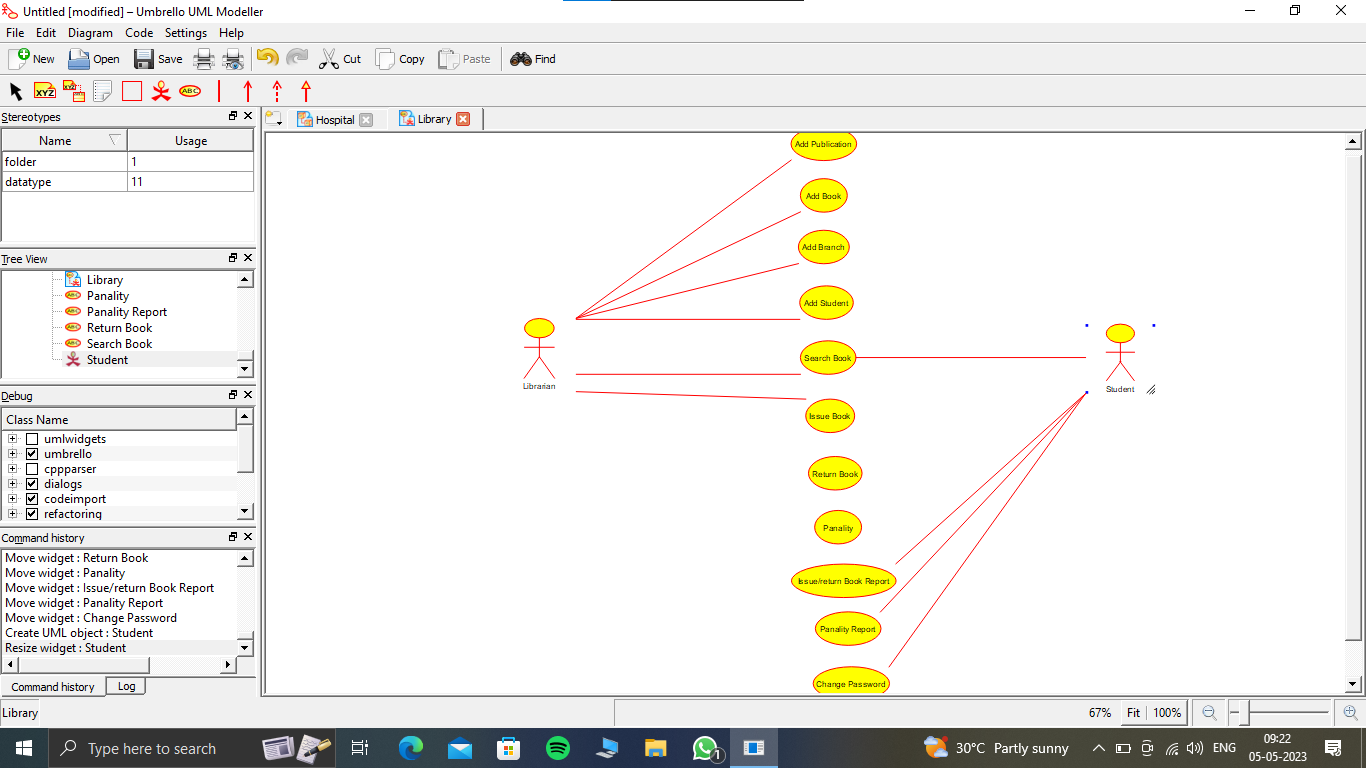 Untitled [modified] – Umbrello UML Modeller
File Edit Diagram Code Settings Help
New Open Save Cut Copy Paste Find
XYZ XYZ ABC
Stereotypes
Name Usage
folder 1
datatype 11
Tree View
Library
Panality
Panality Report
Return Book
Search Book
Student
Debug
Class Name
umlwidgets
umbrello
cppparser
dialogs
codeimport
refactoring
Command history
Move widget : Return Book
Move widget : Panality
Move widget : Issue/return Book Report
Move widget : Panality Report
Move widget : Change Password
Create UML object : Student
Resize widget : Student
Command history Log
Hospital Library
Add Publication
Add Book
Add Branch
Add Student
Search Book
Issue Book
Return Book
Panality
Issue/return Book Report
Panality Report
Change Password
Librarian
Student
Library
67% Fit 100%
Type here to search
1
30°C Partly sunny
ENG
09:22
05-05-2023